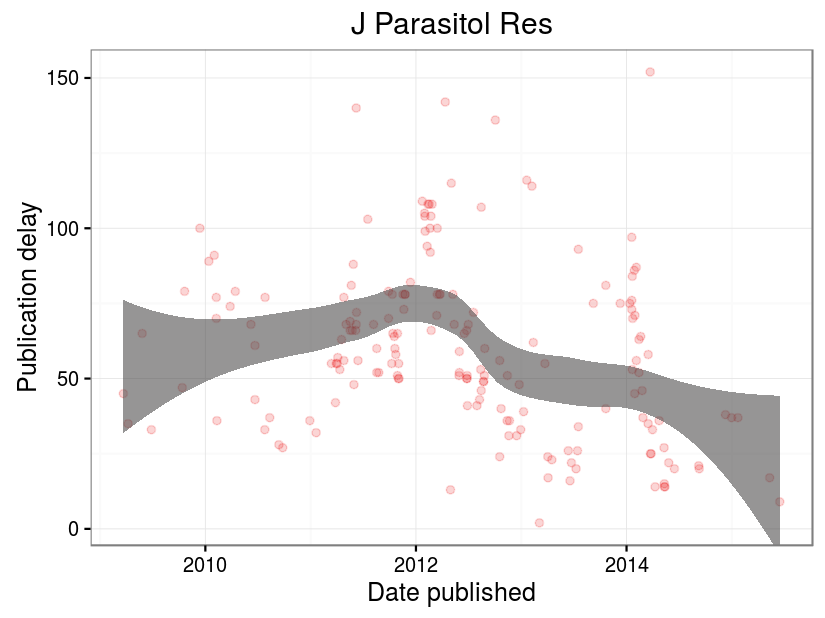 J Parasitol Res
Publication delay
150
100
50
0
2010 2012 2014
Date published